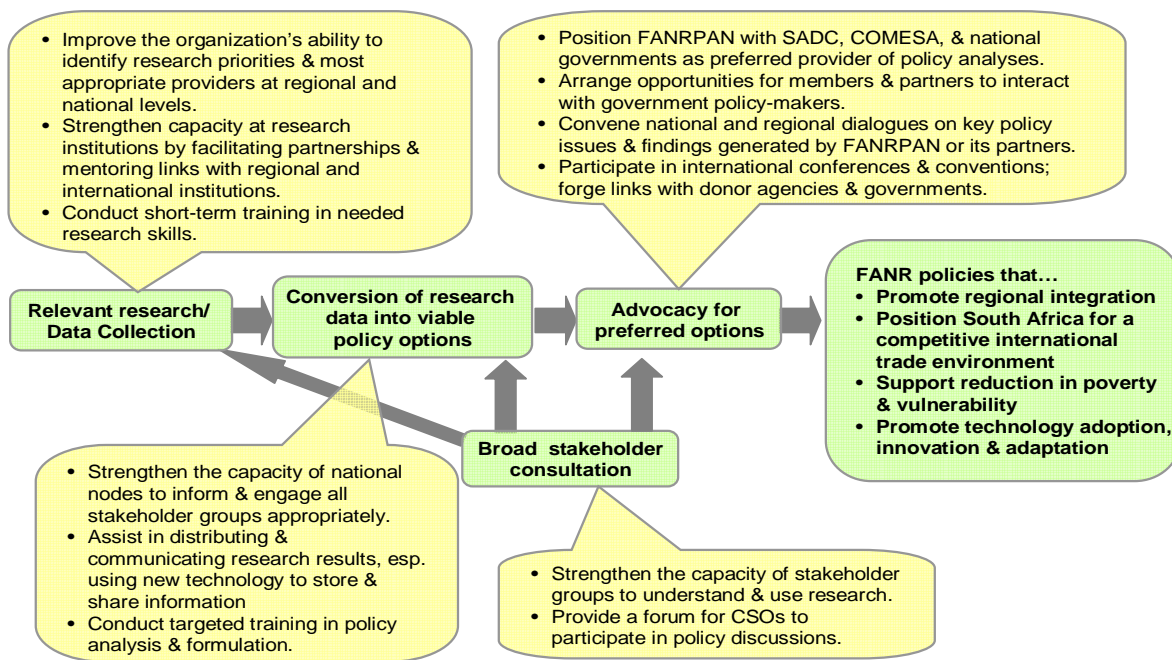 • Improve the organization's ability to
identify research priorities & most
appropriate providers at regional and
national levels.
• Strengthen capacity at research
institutions by facilitating partnerships &
mentoring links with regional and
international institutions.
• Conduct short-term training in needed
research skills.
• Position FANRPAN with SADC, COMESA, & national
governments as preferred provider of policy analyses.
• Arrange opportunities for members & partners to interact
with government policy-makers.
• Convene national and regional dialogues on key policy
issues & findings generated by FANRPAN or its partners.
• Participate in international conferences & conventions;
forge links with donor agencies & governments.
Relevant research/
Data Collection
Conversion of research
data into viable
policy options
Advocacy for
preferred options
FANR policies that…
• Promote regional integration
• Position South Africa for a
competitive international
trade environment
• Support reduction in poverty
& vulnerability
• Promote technology adoption,
innovation & adaptation
Broad stakeholder
consultation
• Strengthen the capacity of national
nodes to inform & engage all
stakeholder groups appropriately.
• Assist in distributing &
communicating research results, esp.
using new technology to store &
share information
• Conduct targeted training in policy
analysis & formulation.
• Strengthen the capacity of stakeholder
groups to understand & use research.
• Provide a forum for CSOs to
participate in policy discussions.